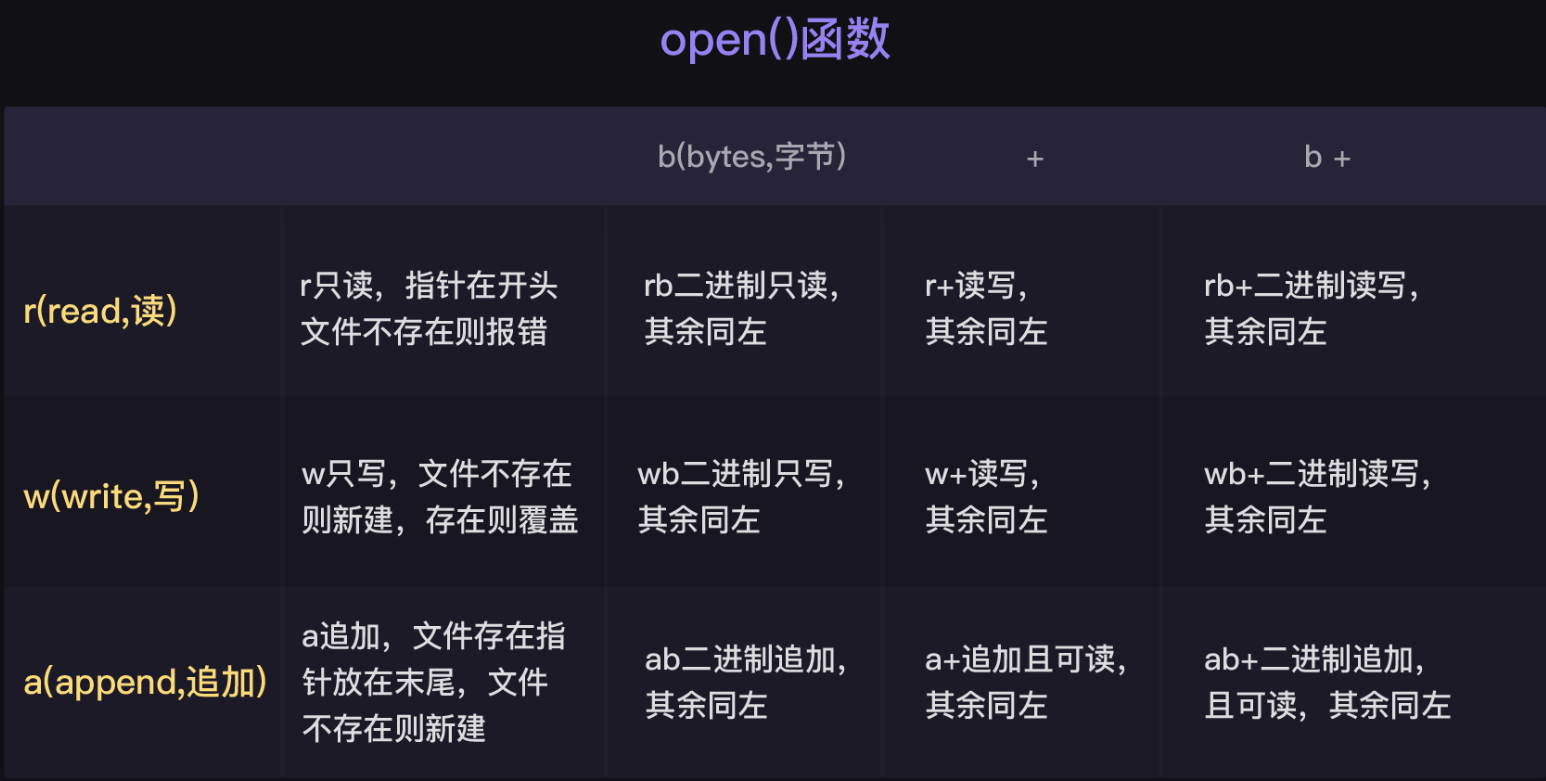 open()函数
b(bytes,字节)
+
b +
r(read,读)
r只读，指针在开头
文件不存在则报错
rb二进制只读，
其余同左
r+读写，
其余同左
rb+二进制读写，
其余同左
w(write,写)
w只写，文件不存在
则新建，存在则覆盖
wb二进制只写，
其余同左
w+读写，
其余同左
wb+二进制读写，
其余同左
a(append,追加)
a追加，文件存在指
针放在末尾，文件
不存在则新建
ab二进制追加，
其余同左
a+追加且可读，
其余同左
ab+二进制追加，
且可读，其余同左